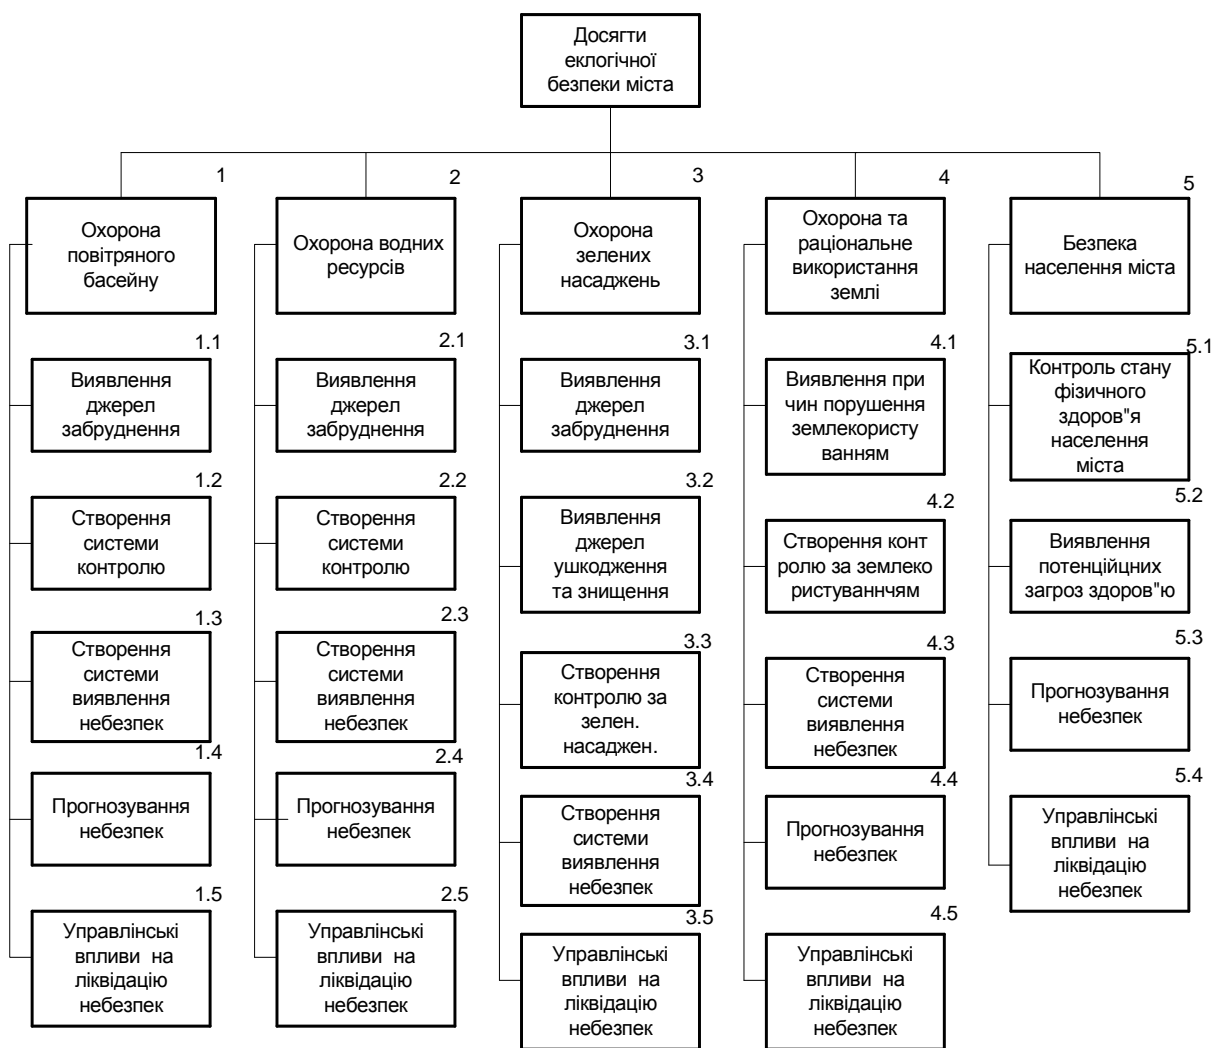 Досягти
еклогічної
безпеки міста
1
Охорона
повітряного
басейну
1.1
Виявлення
джерел
забруднення
1.2
Створення
системи
контролю
1.3
Створення
системи
виявлення
небезпек
1.4
Прогнозування
небезпек
1.5
Управлінські
впливи на
ліквідацію
небезпек
2
Охорона водних
ресурсів
2.1
Виявлення
джерел
забруднення
2.2
Створення
системи
контролю
2.3
Створення
системи
виявлення
небезпек
2.4
Прогнозування
небезпек
2.5
Управлінські
впливи на
ліквідацію
небезпек
3
Охорона
зелених
насаджень
3.1
Виявлення
джерел
забруднення
3.2
Виявлення
джерел
ушкодження
та знищення
3.3
Створення
контролю за
зелен.
насаджен.
3.4
Створення
системи
виявлення
небезпек
3.5
Управлінські
впливи на
ліквідацію
небезпек
4
Охорона та
раціональне
використання
землі
4.1
Виявлення при
чин порушення
землекористу
ванням
4.2
Створення конт
ролю за землеко
ристуваннчям
4.3
Створення
системи
виявлення
небезпек
4.4
Прогнозування
небезпек
4.5
Управлінські
впливи на
ліквідацію
небезпек
5
Безпека
населення міста
5.1
Контроль стану
фізичного
здоров"я
населення
міста
5.2
Виявлення
потенційцних
загроз здоров"ю
5.3
Прогнозування
небезпек
5.4
Управлінські
впливи на
ліквідацію
небезпек